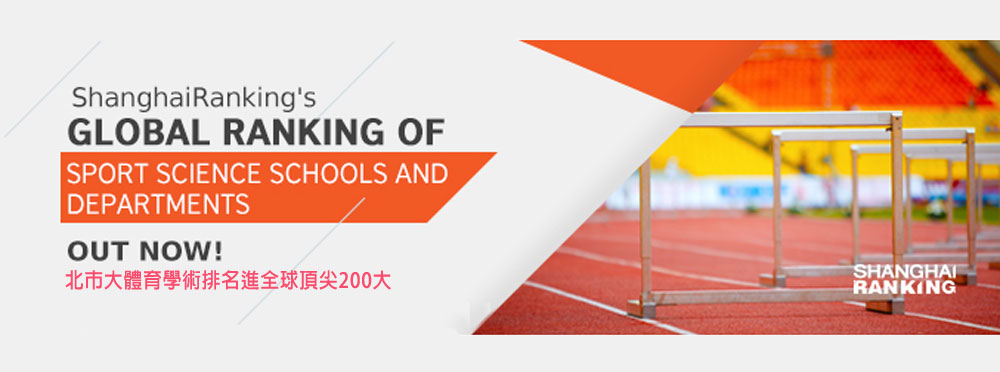 ShanghaiRanking's
GLOBAL RANKING OF
SPORT SCIENCE SCHOOLS AND
DEPARTMENTS
OUT NOW!
北市大體育學術排名進全球頂尖200大
SHANGHAI
RANKING